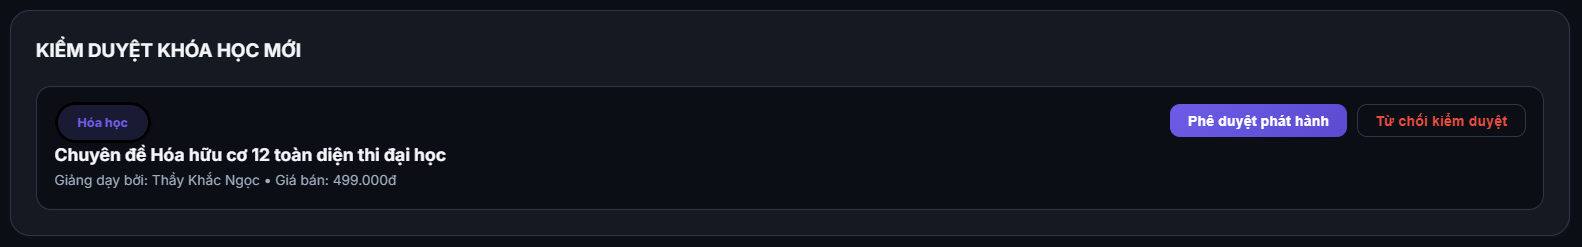 KIỂM DUYỆT KHÓA HỌC MỚI
Hóa học
Phê duyệt phát hành
Từ chối kiểm duyệt
Chuyên đề Hóa hữu cơ 12 toàn diện thi đại học
Giảng dạy bởi: Thầy Khắc Ngọc • Giá bán: 499.000đ